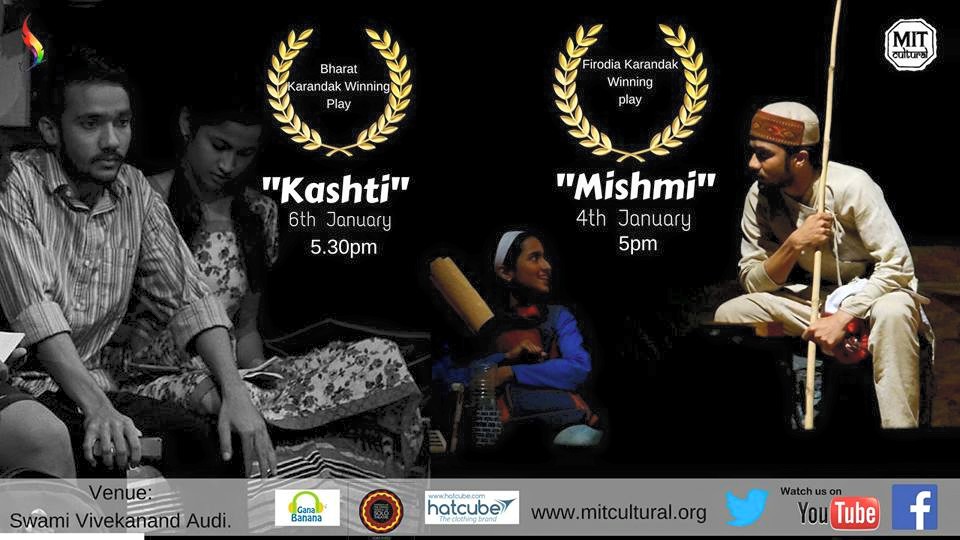 Bharat
Karandak Winning
Play
"Kashti"
6th January
5.30pm
Firodia Karandak
Winning
play
"Mishmi"
4th January
5pm
MIT
cultural
Venue:
Swami Vivekanand Audi.
Gana
Banana
SOLO
www.hatcube.com
hatcube
The clothing brand
www.mitcultural.org
Watch us on
YouTube
f